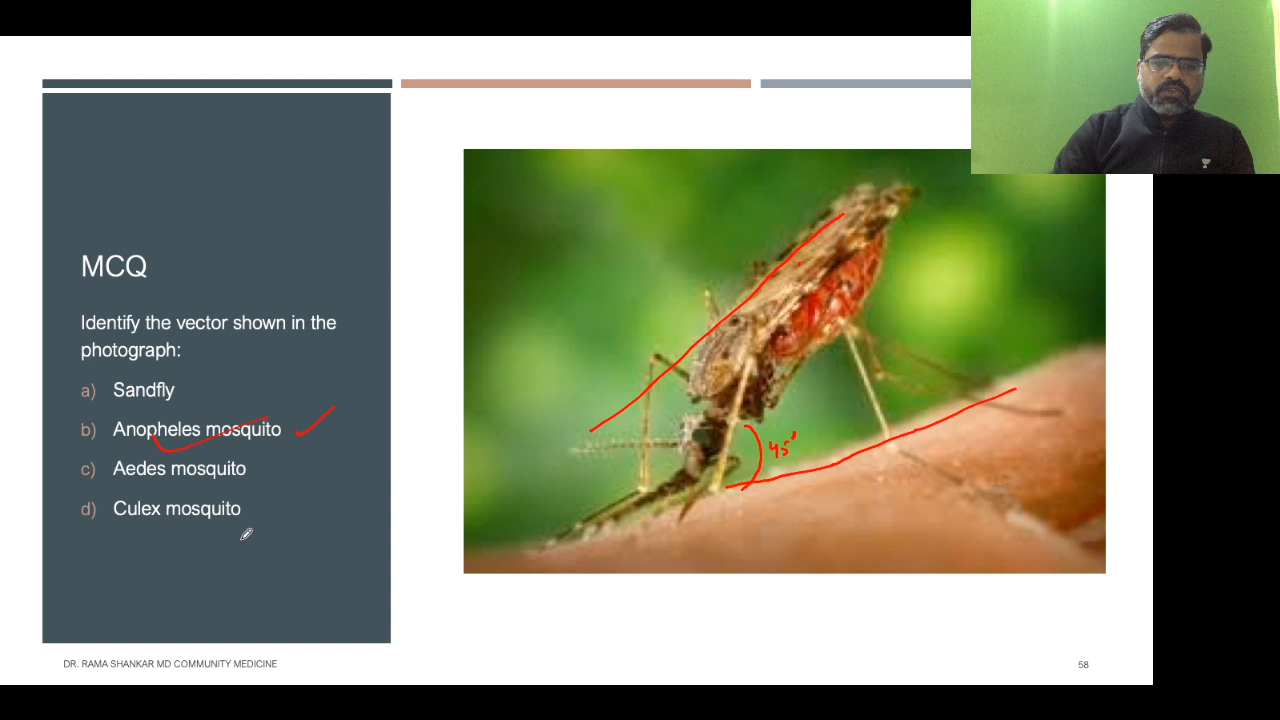 MCQ
Identify the vector shown in the
photograph:
a) Sandfly
b) Anopheles mosquito
c) Aedes mosquito
d) Culex mosquito
45°
DR. RAMA SHANKAR MD COMMUNITY MEDICINE
58